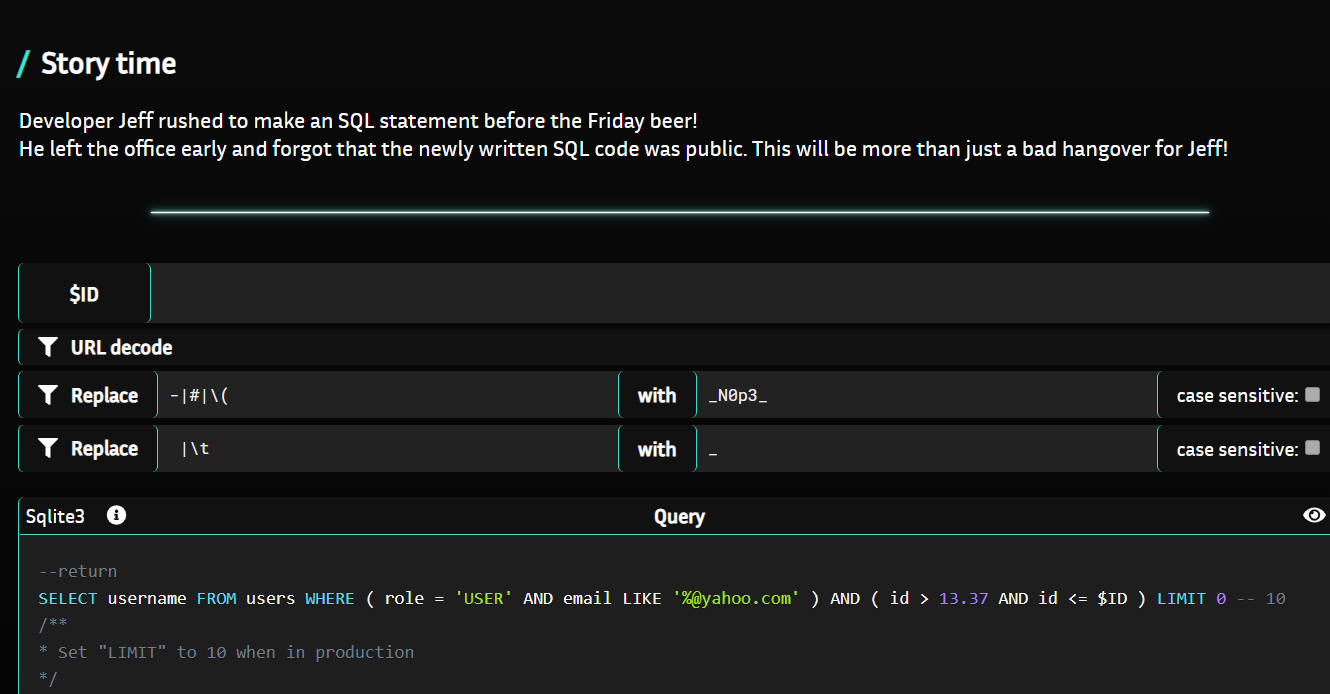 / Story time
Developer Jeff rushed to make an SQL statement before the Friday beer!
He left the office early and forgot that the newly written SQL code was public. This will be more than just a bad hangover for Jeff!
$ID
URL decode
Replace -|#|\( with _N0p3_ case sensitive:
Replace  |\t with _ case sensitive:
Sqlite3 Query
--return
SELECT username FROM users WHERE ( role = 'USER' AND email LIKE '%@yahoo.com' ) AND ( id > 13.37 AND id <= $ID ) LIMIT 0 -- 10
/**
* Set "LIMIT" to 10 when in production
*/